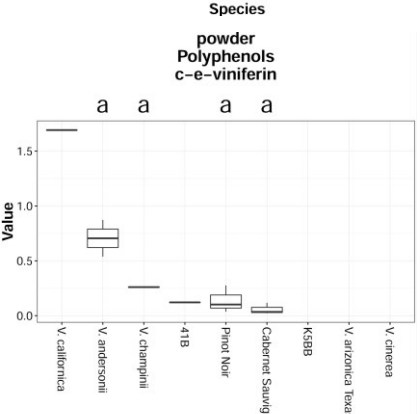 Species
powder
Polyphenols
c-e-viniferin
a a a a
Value
1.5
1.0
0.5
0.0
V. californica
V. andersonii
V. champinii
41B
Pinot Noir
Cabernet Sauvig
K5BB
V. arizonica Texa
V. cinerea